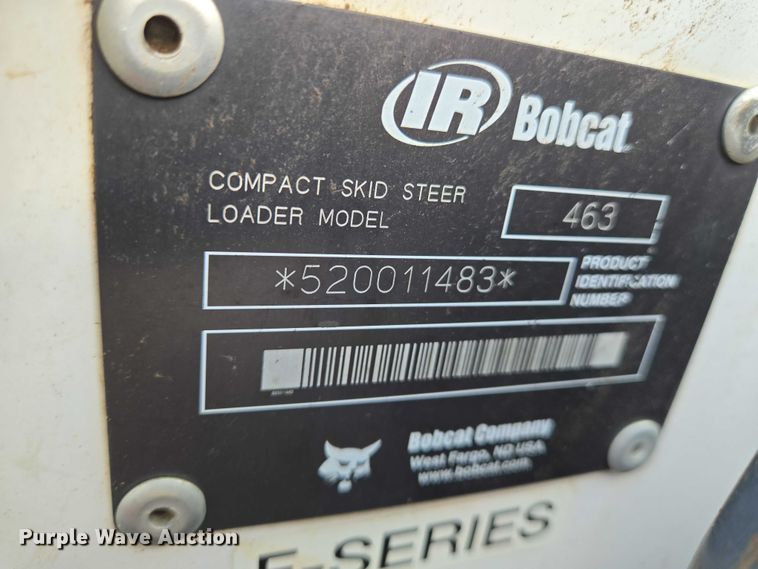 IR Bobcat
COMPACT SKID STEER
LOADER MODEL
463
*520011483*
PRODUCT
IDENTIFICATION
NUMBER
Bobcat Company
West Fargo, ND USA
www.bobcat.com
-SERIES
Purple Wave Auction